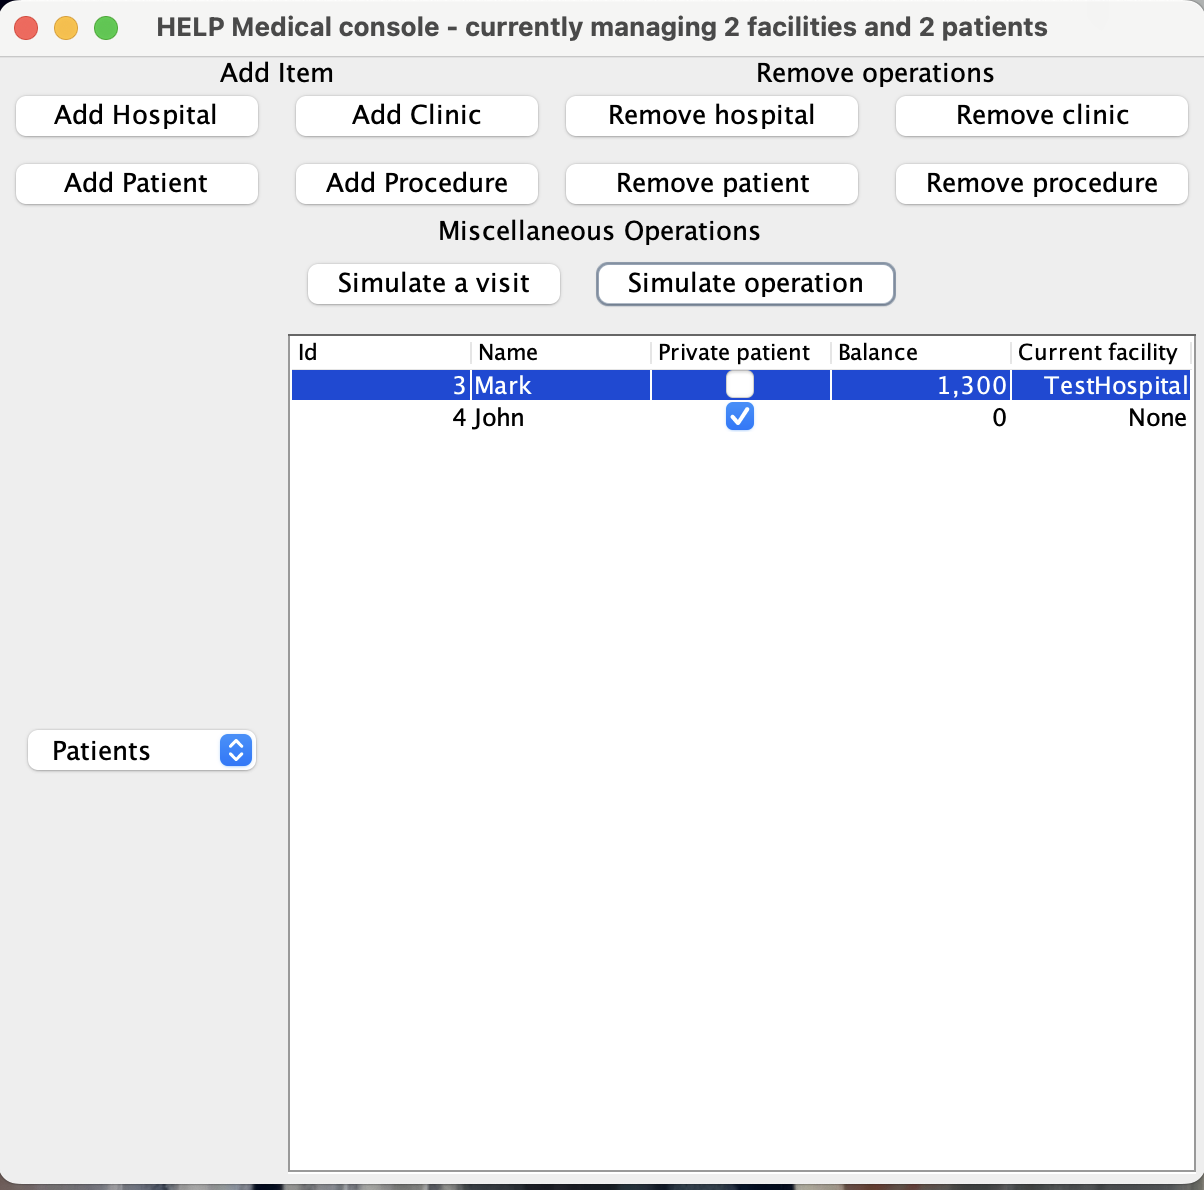 HELP Medical console - currently managing 2 facilities and 2 patients
Add Item Remove operations
Add Hospital Add Clinic Remove hospital Remove clinic
Add Patient Add Procedure Remove patient Remove procedure
Miscellaneous Operations
Simulate a visit Simulate operation
Id Name Private patient Balance Current facility
3 Mark 1,300 TestHospital
4 John 0 None
Patients